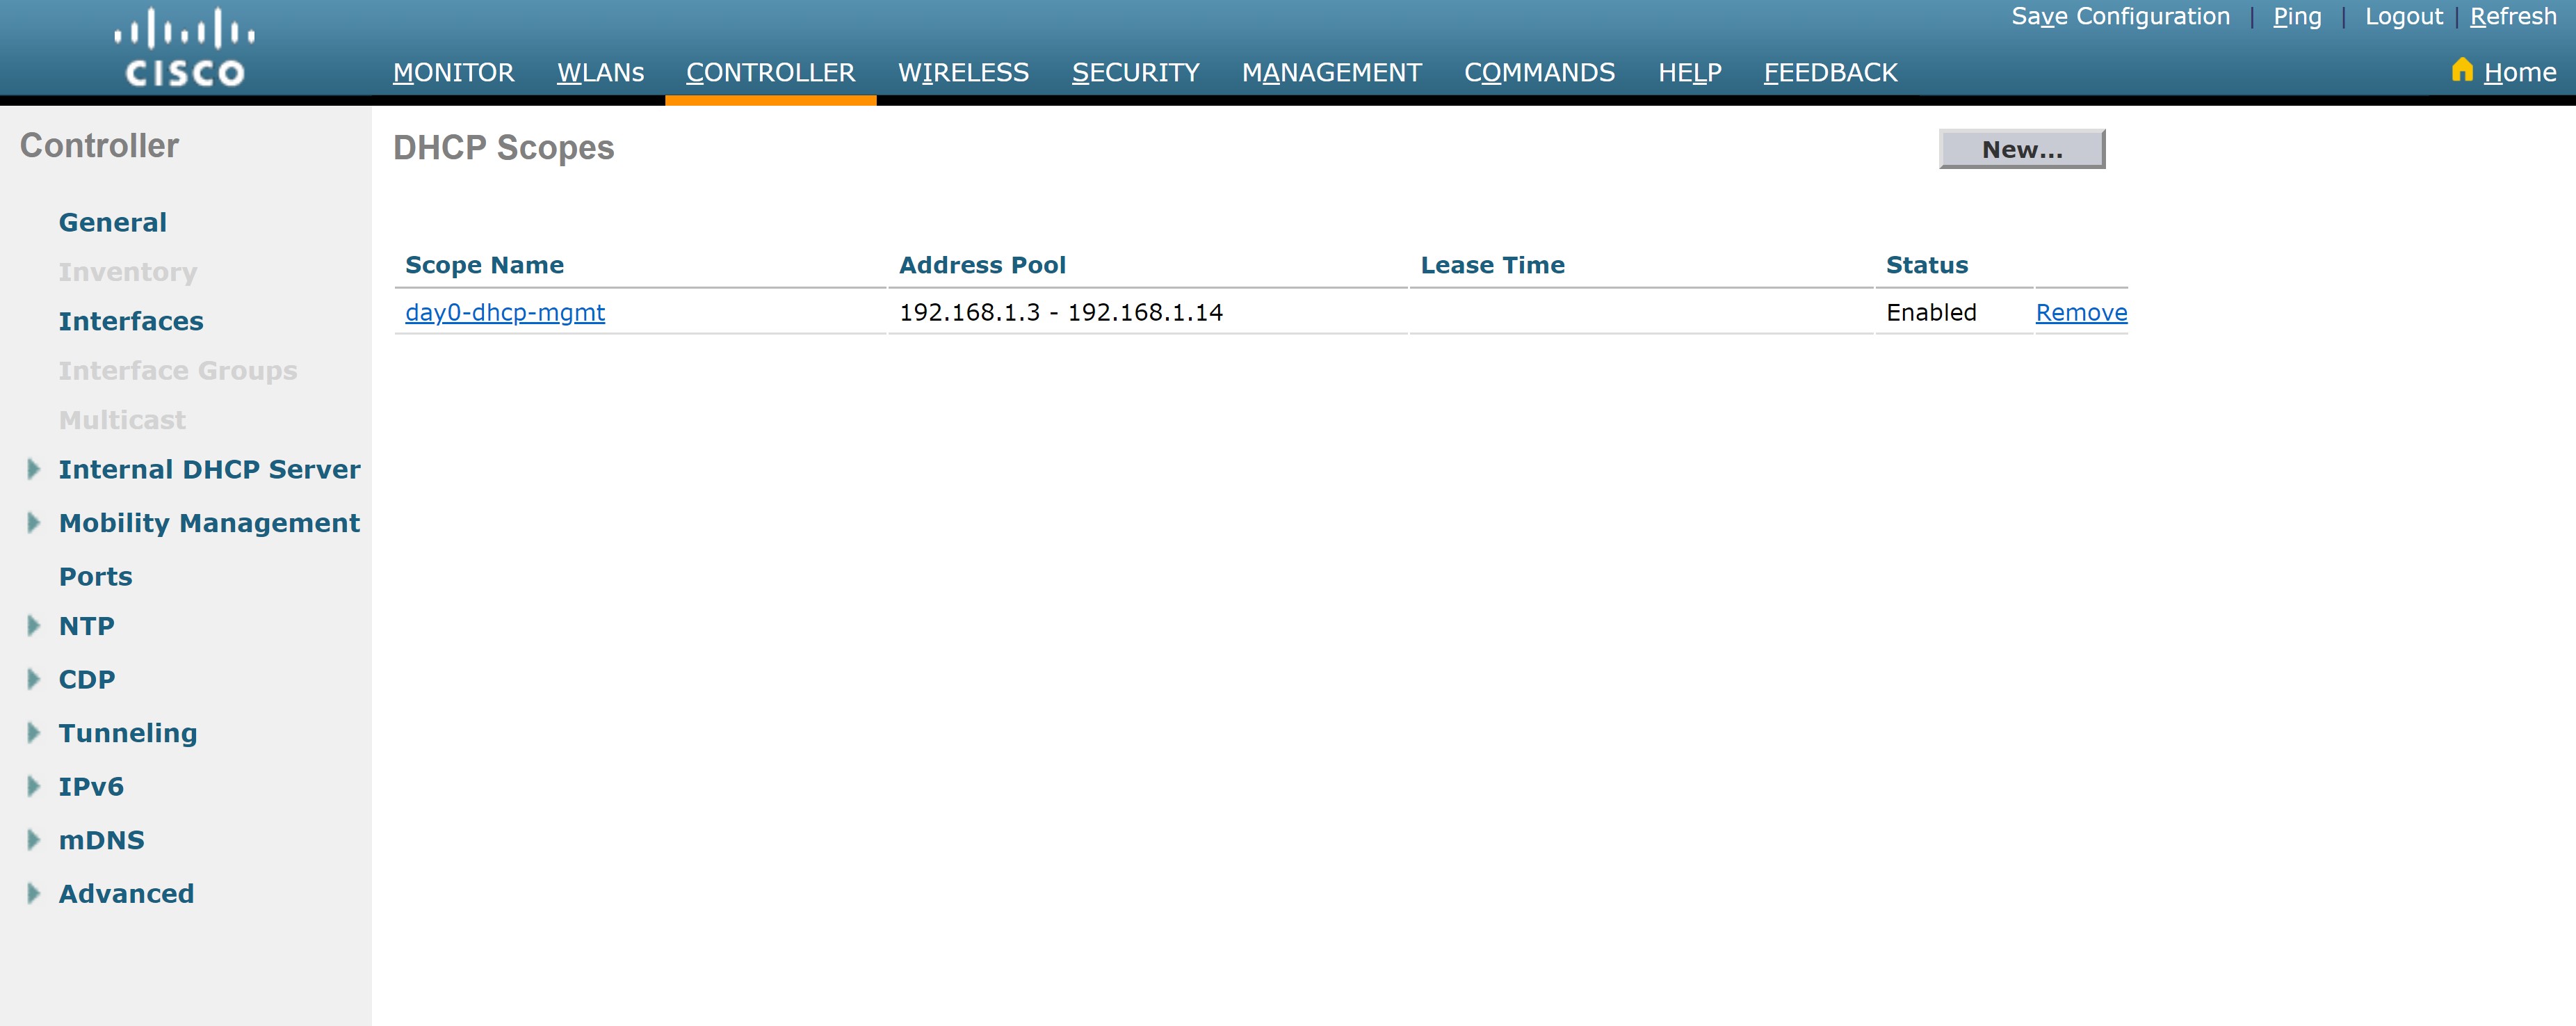 Save Configuration | Ping | Logout | Refresh
CISCO
MONITOR WLANs CONTROLLER WIRELESS SECURITY MANAGEMENT COMMANDS HELP FEEDBACK Home
Controller
General
Inventory
Interfaces
Interface Groups
Multicast
Internal DHCP Server
Mobility Management
Ports
NTP
CDP
Tunneling
IPv6
mDNS
Advanced
DHCP Scopes New...
Scope Name Address Pool Lease Time Status
day0-dhcp-mgmt 192.168.1.3 - 192.168.1.14 Enabled Remove